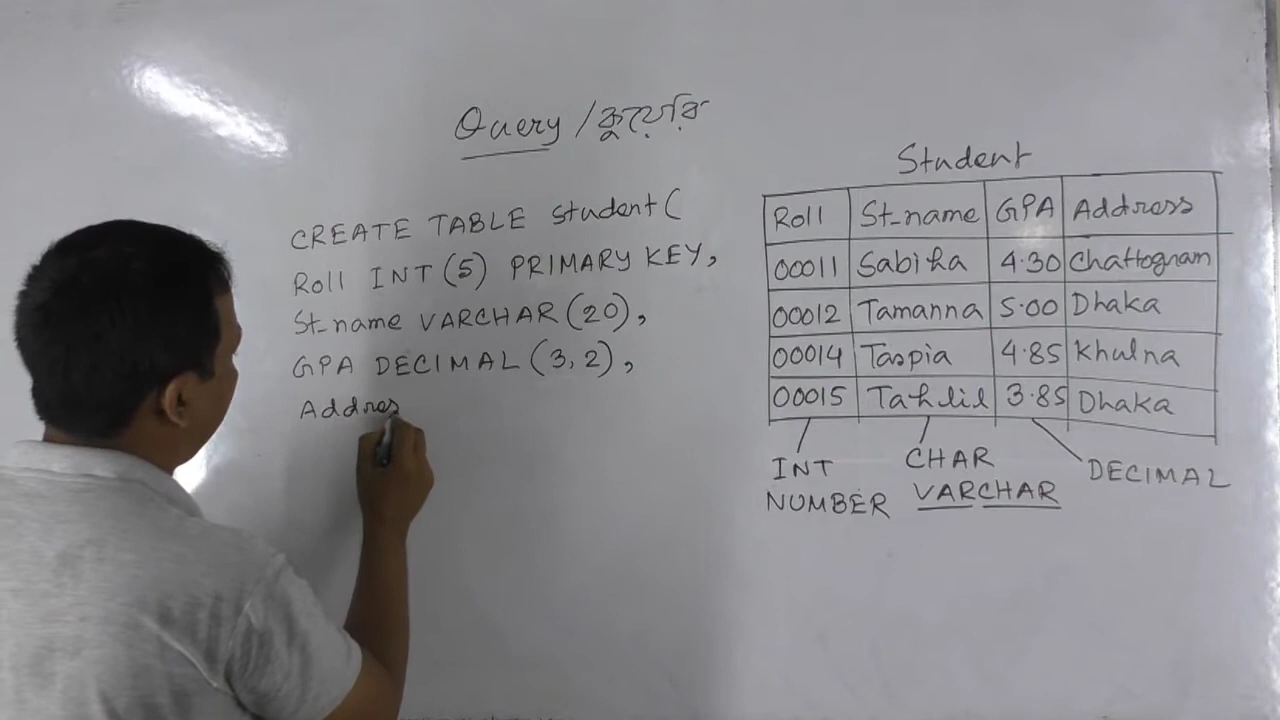 Query / কুয়েরি
CREATE TABLE student (
Roll INT (5) PRIMARY KEY,
St_name VARCHAR (20),
GPA DECIMAL (3, 2),
Addres
Student
Roll St_name GPA Address
00011 Sabiha 4.30 Chattogram
00012 Tamanna 5.00 Dhaka
00014 Taspia 4.85 Khulna
00015 Tahlil 3.85 Dhaka
INT CHAR DECIMAL
NUMBER VARCHAR